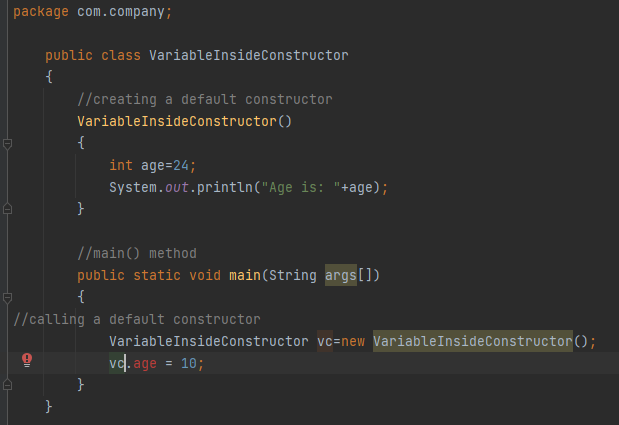 package com.company;
public class VariableInsideConstructor
{
//creating a default constructor
VariableInsideConstructor()
{
int age=24;
System.out.println("Age is: "+age);
}
//main() method
public static void main(String args[])
{
//calling a default constructor
VariableInsideConstructor vc=new VariableInsideConstructor();
vc.age = 10;
}
}